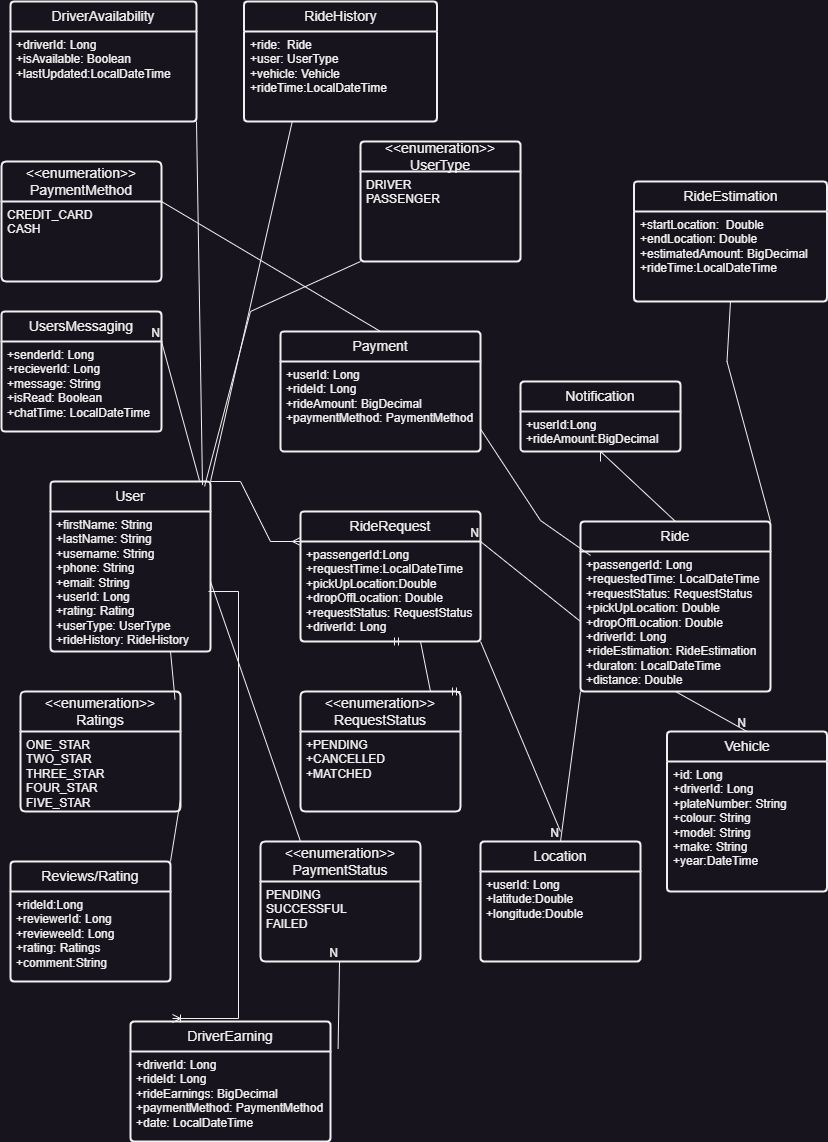 DriverAvailability
+driverId: Long
+isAvailable: Boolean
+lastUpdated:LocalDateTime
RideHistory
+ride:  Ride
+user: UserType
+vehicle: Vehicle
+rideTime:LocalDateTime
<<enumeration>>
UserType
DRIVER
PASSENGER
<<enumeration>>
PaymentMethod
CREDIT_CARD
CASH
RideEstimation
+startLocation:  Double
+endLocation: Double
+estimatedAmount: BigDecimal
+rideTime:LocalDateTime
UsersMessaging
N
+senderId: Long
+recieverId: Long
+message: String
+isRead: Boolean
+chatTime: LocalDateTime
Payment
+userId: Long
+rideId: Long
+rideAmount: BigDecimal
+paymentMethod: PaymentMethod
Notification
+userId:Long
+rideAmount:BigDecimal
User
+firstName: String
+lastName: String
+username: String
+phone: String
+email: String
+userId: Long
+rating: Rating
+userType: UserType
+rideHistory: RideHistory
RideRequest
N
+passengerId:Long
+requestTime:LocalDateTime
+pickUpLocation:Double
+dropOffLocation: Double
+requestStatus: RequestStatus
+driverId: Long
Ride
+passengerId: Long
+requestedTime: LocalDateTime
+requestStatus: RequestStatus
+pickUpLocation: Double
+dropOffLocation: Double
+driverId: Long
+rideEstimation: RideEstimation
+duraton: LocalDateTime
+distance: Double
<<enumeration>>
Ratings
ONE_STAR
TWO_STAR
THREE_STAR
FOUR_STAR
FIVE_STAR
<<enumeration>>
RequestStatus
+PENDING
+CANCELLED
+MATCHED
N
Vehicle
+id: Long
+driverId: Long
+plateNumber: String
+colour: String
+model: String
+make: String
+year:DateTime
Reviews/Rating
+rideId:Long
+reviewerId: Long
+revieweeId: Long
+rating: Ratings
+comment:String
<<enumeration>>
PaymentStatus
PENDING
SUCCESSFUL
FAILED
N
N
Location
+userId: Long
+latitude:Double
+longitude:Double
DriverEarning
+driverId: Long
+rideId: Long
+rideEarnings: BigDecimal
+paymentMethod: PaymentMethod
+date: LocalDateTime